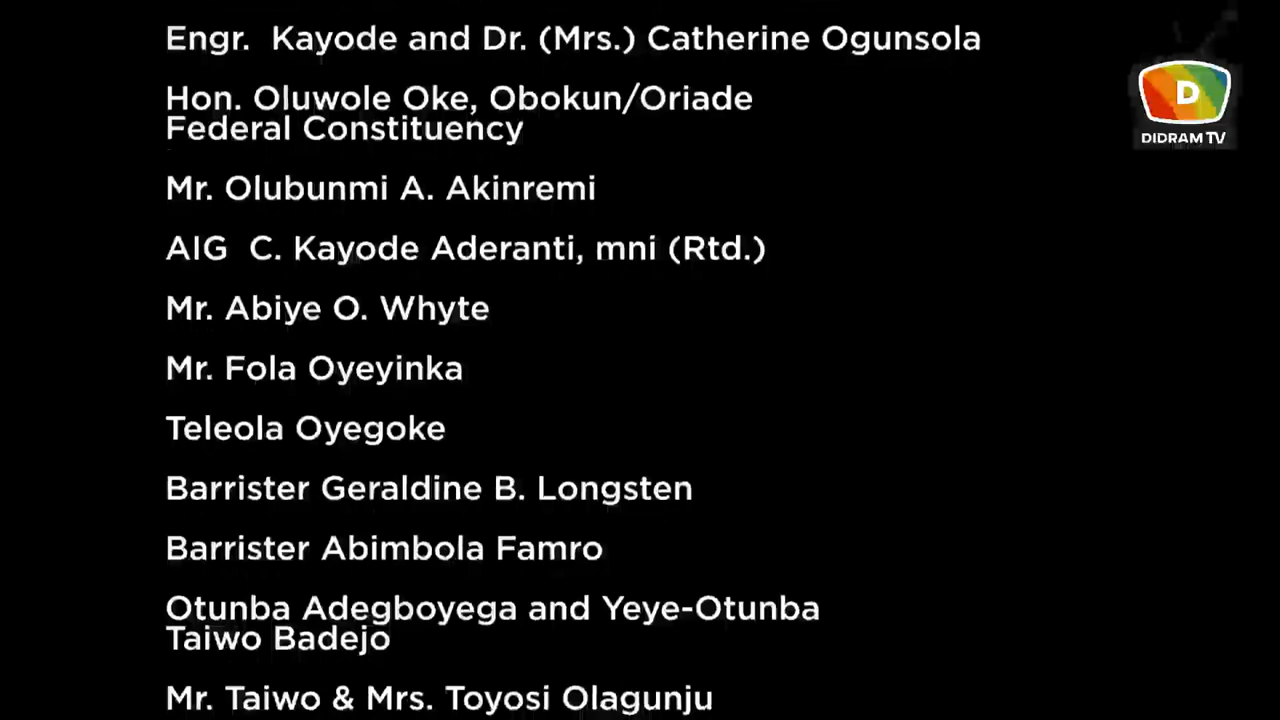 Engr.  Kayode and Dr. (Mrs.) Catherine Ogunsola
Hon. Oluwole Oke, Obokun/Oriade
Federal Constituency
Mr. Olubunmi A. Akinremi
AIG  C. Kayode Aderanti, mni (Rtd.)
Mr. Abiye O. Whyte
Mr. Fola Oyeyinka
Teleola Oyegoke
Barrister Geraldine B. Longsten
Barrister Abimbola Famro
Otunba Adegboyega and Yeye-Otunba
Taiwo Badejo
Mr. Taiwo & Mrs. Toyosi Olagunju
D
DIDRAM TV